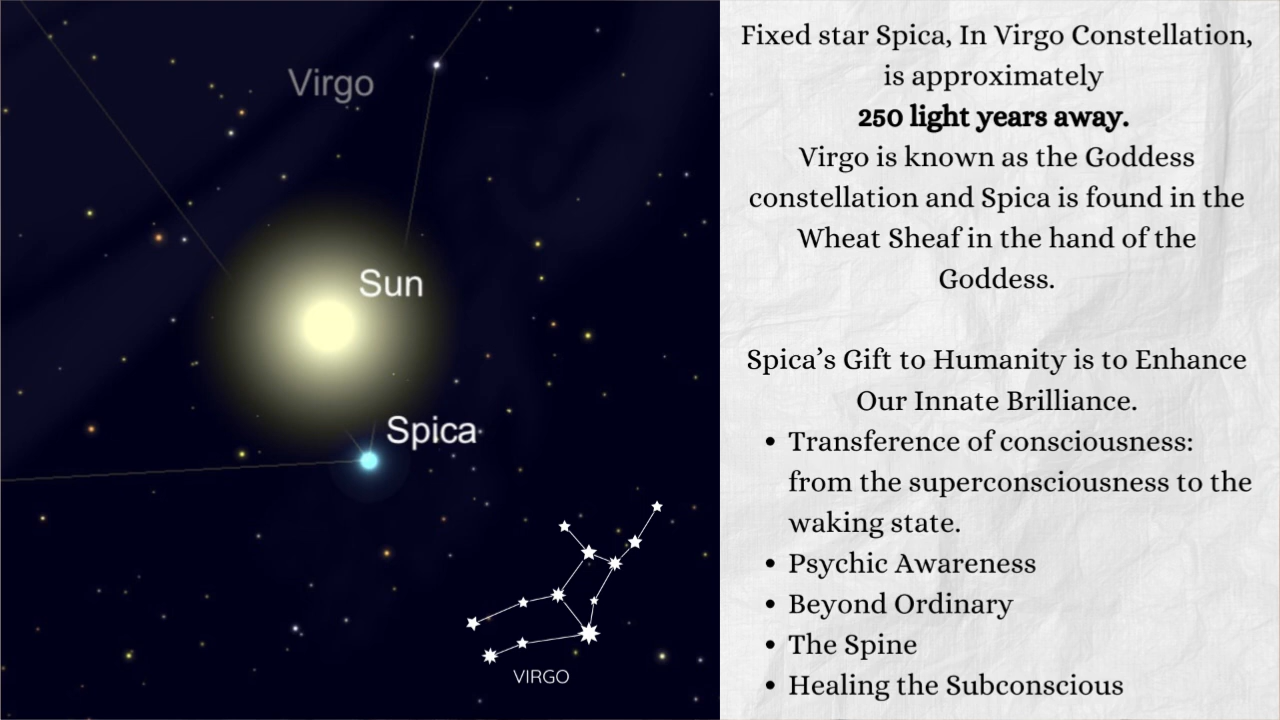 Virgo
Sun
Spica
VIRGO
Fixed star Spica, In Virgo Constellation,
is approximately
250 light years away.
Virgo is known as the Goddess
constellation and Spica is found in the
Wheat Sheaf in the hand of the
Goddess.
Spica’s Gift to Humanity is to Enhance
Our Innate Brilliance.
• Transference of consciousness:
from the superconsciousness to the
waking state.
• Psychic Awareness
• Beyond Ordinary
• The Spine
• Healing the Subconscious